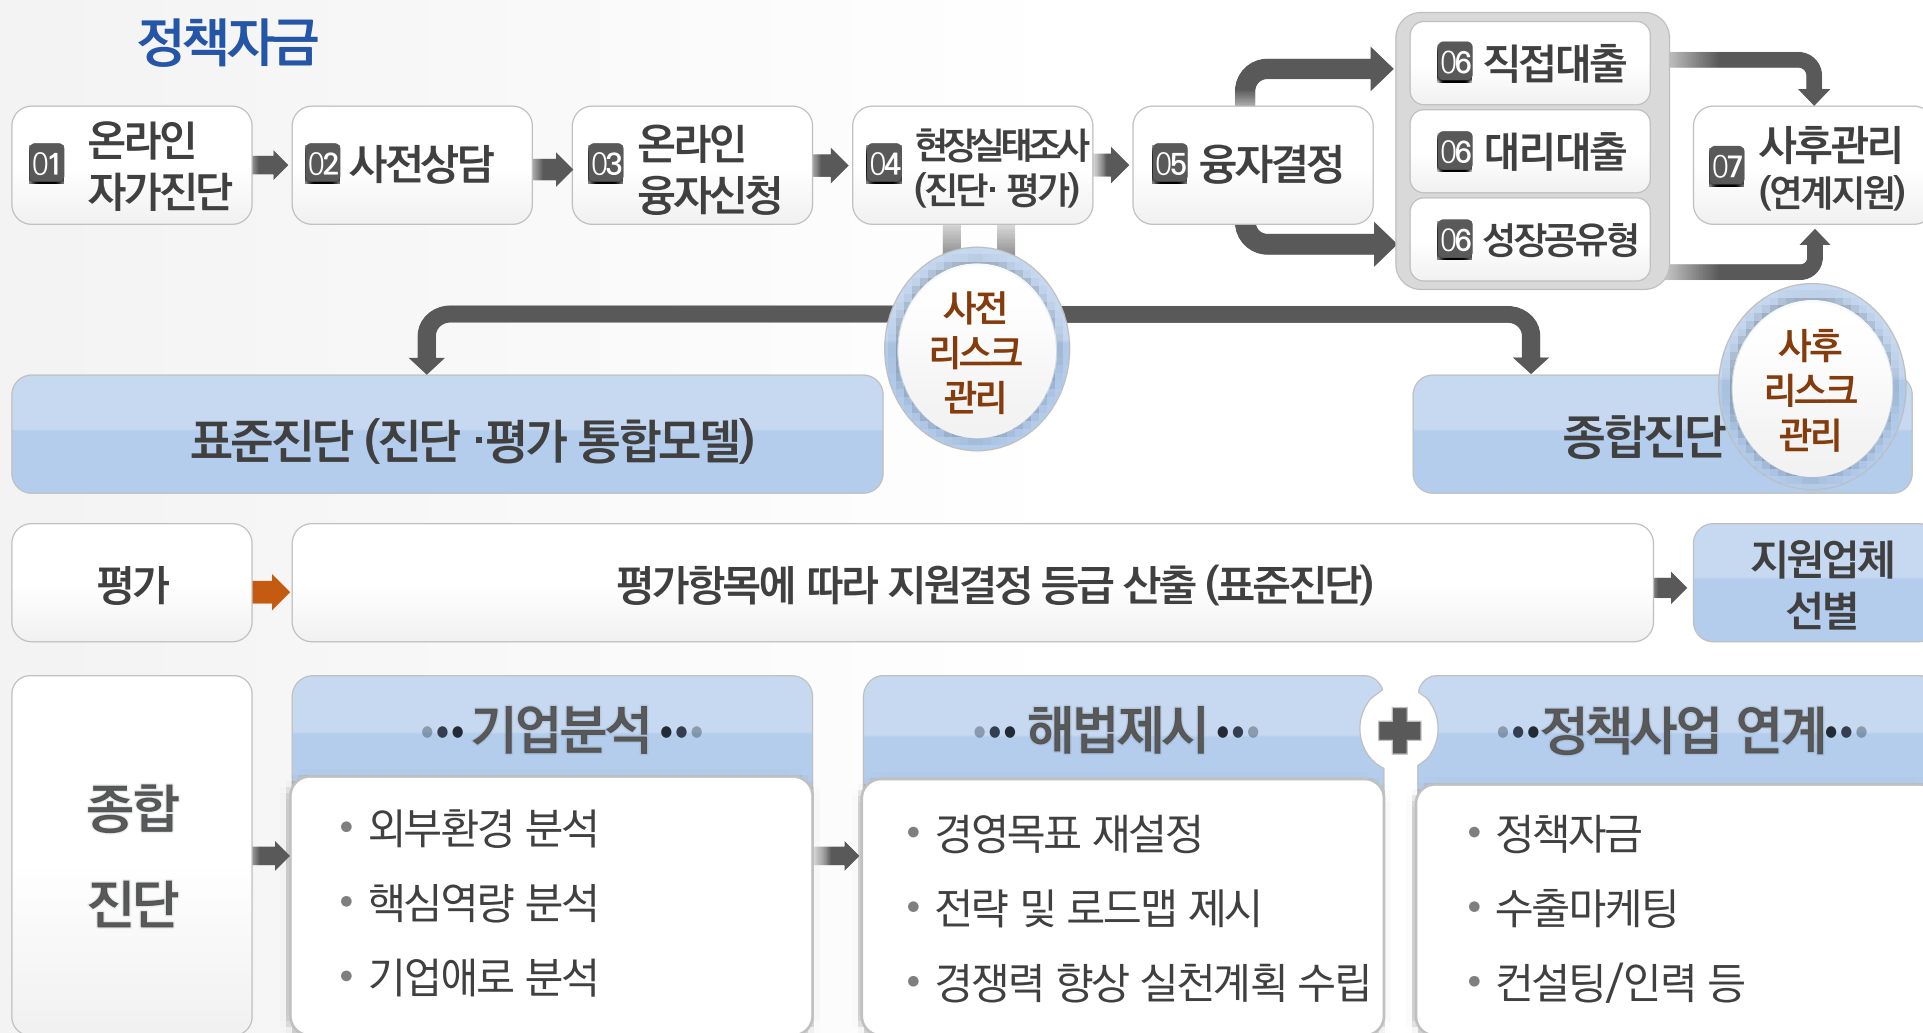 정책자금
01 온라인
자가진단
02 사전상담
03 온라인
융자신청
04 현장실태조사
(진단· 평가)
05 융자결정
06 직접대출
06 대리대출
06 성장공유형
07 사후관리
(연계지원)
사전
리스크
관리
사후
리스크
관리
표준진단 (진단 ·평가 통합모델)
종합진단
평가
평가항목에 따라 지원결정 등급 산출 (표준진단)
지원업체
선별
종합
진단
기업분석
• 외부환경 분석
• 핵심역량 분석
• 기업애로 분석
해법제시
• 경영목표 재설정
• 전략 및 로드맵 제시
• 경쟁력 향상 실천계획 수립
정책사업 연계
• 정책자금
• 수출마케팅
• 컨설팅/인력 등